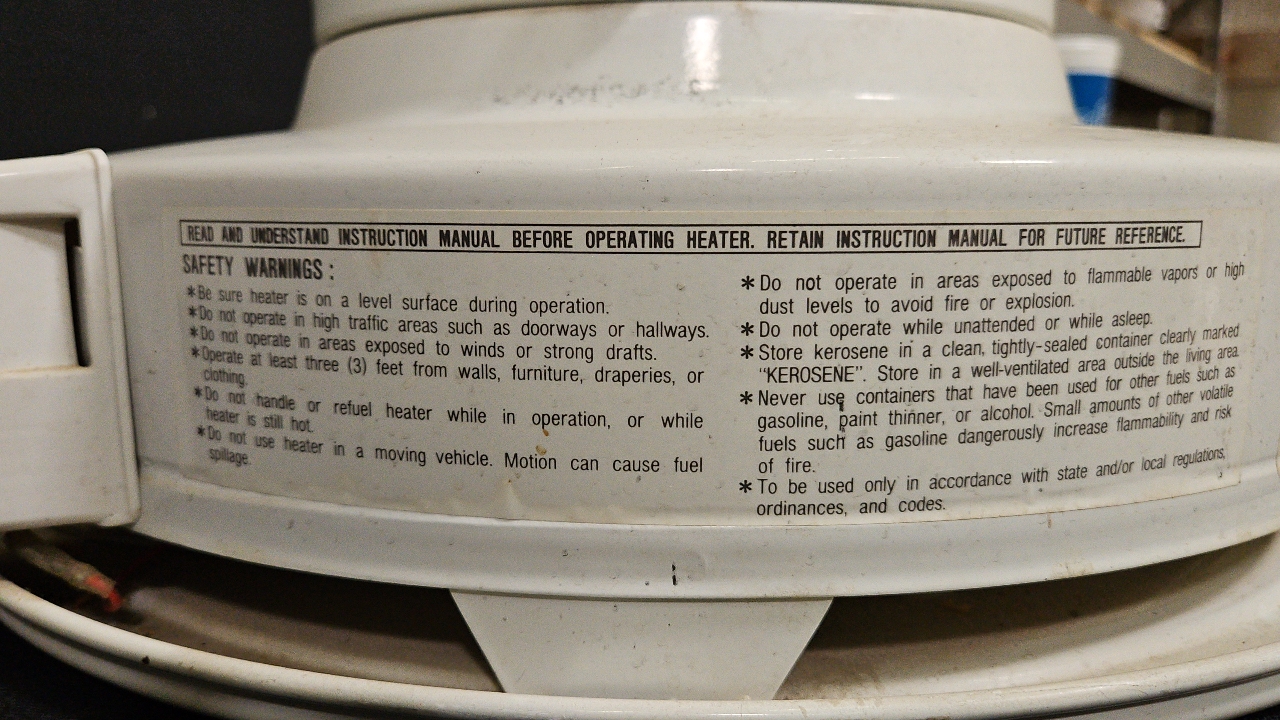 READ AND UNDERSTAND INSTRUCTION MANUAL BEFORE OPERATING HEATER. RETAIN INSTRUCTION MANUAL FOR FUTURE REFERENCE.
SAFETY WARNINGS :
*Be sure heater is on a level surface during operation.
*Do not operate in high traffic areas such as doorways or hallways.
*Do not operate in areas exposed to winds or strong drafts.
*Operate at least three (3) feet from walls, furniture, draperies, or
clothing.
*Do not handle or refuel heater while in operation, or while
heater is still hot.
*Do not use heater in a moving vehicle. Motion can cause fuel
spillage.
* Do not operate in areas exposed to flammable vapors or high
dust levels to avoid fire or explosion.
* Do not operate while unattended or while asleep.
* Store kerosene in a clean, tightly-sealed container clearly marked
"KEROSENE". Store in a well-ventilated area outside the living area.
* Never use containers that have been used for other fuels such as
gasoline, paint thinner, or alcohol. Small amounts of other volatile
fuels such as gasoline dangerously increase flammability and risk
of fire.
* To be used only in accordance with state and/or local regulations,
ordinances, and codes.